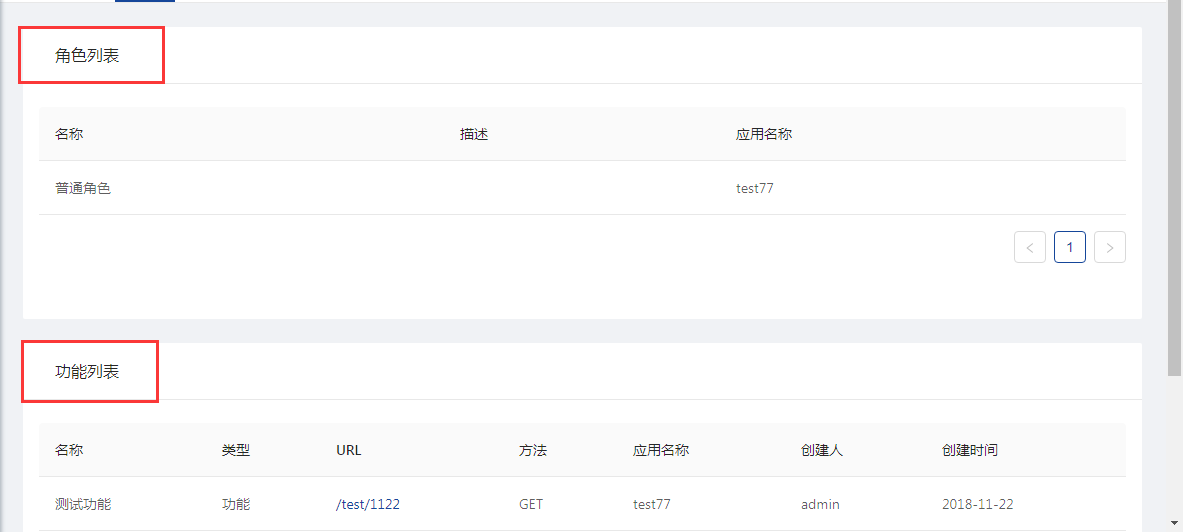 角色列表
名称 描述 应用名称
普通角色 test77
< 1 >
功能列表
名称 类型 URL 方法 应用名称 创建人 创建时间
测试功能 功能 /test/1122 GET test77 admin 2018-11-22